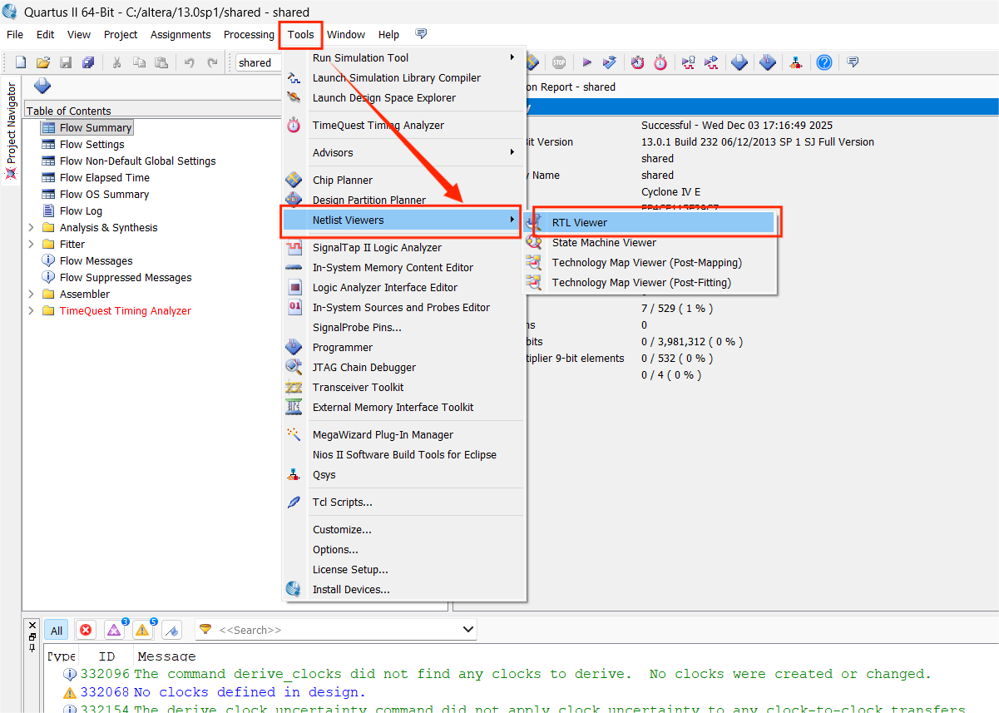 Quartus II 64-Bit - C:/altera/13.0sp1/shared - shared
File Edit View Project Assignments Processing Tools Window Help
shared
Project Navigator
Table of Contents
Flow Summary
Flow Settings
Flow Non-Default Global Settings
Flow Elapsed Time
Flow OS Summary
Flow Log
Analysis & Synthesis
Fitter
Flow Messages
Flow Suppressed Messages
Assembler
TimeQuest Timing Analyzer
Run Simulation Tool
Launch Simulation Library Compiler
Launch Design Space Explorer
TimeQuest Timing Analyzer
Advisors
Chip Planner
Design Partition Planner
Netlist Viewers
SignalTap II Logic Analyzer
In-System Memory Content Editor
Logic Analyzer Interface Editor
In-System Sources and Probes Editor
SignalProbe Pins...
Programmer
JTAG Chain Debugger
Transceiver Toolkit
External Memory Interface Toolkit
MegaWizard Plug-In Manager
Nios II Software Build Tools for Eclipse
Qsys
Tcl Scripts...
Customize...
Options...
License Setup...
Install Devices...
RTL Viewer
State Machine Viewer
Technology Map Viewer (Post-Mapping)
Technology Map Viewer (Post-Fitting)
on Report - shared
Successful - Wed Dec 03 17:16:49 2025
Bit Version 13.0.1 Build 232 06/12/2013 SP 1 SJ Full Version
shared
y Name shared
Cyclone IV E
7 / 529 ( 1 % )
ns 0
bits 0 / 3,981,312 ( 0 % )
tiplier 9-bit elements 0 / 532 ( 0 % )
0 / 4 ( 0 % )
All 3 5 <<Search>>
Type ID Message
332096 The command derive_clocks did not find any clocks to derive. No clocks were created or changed.
332068 No clocks defined in design.
332154 The derive_clock_uncertainty command did not apply clock uncertainty to any clock-to-clock transfers